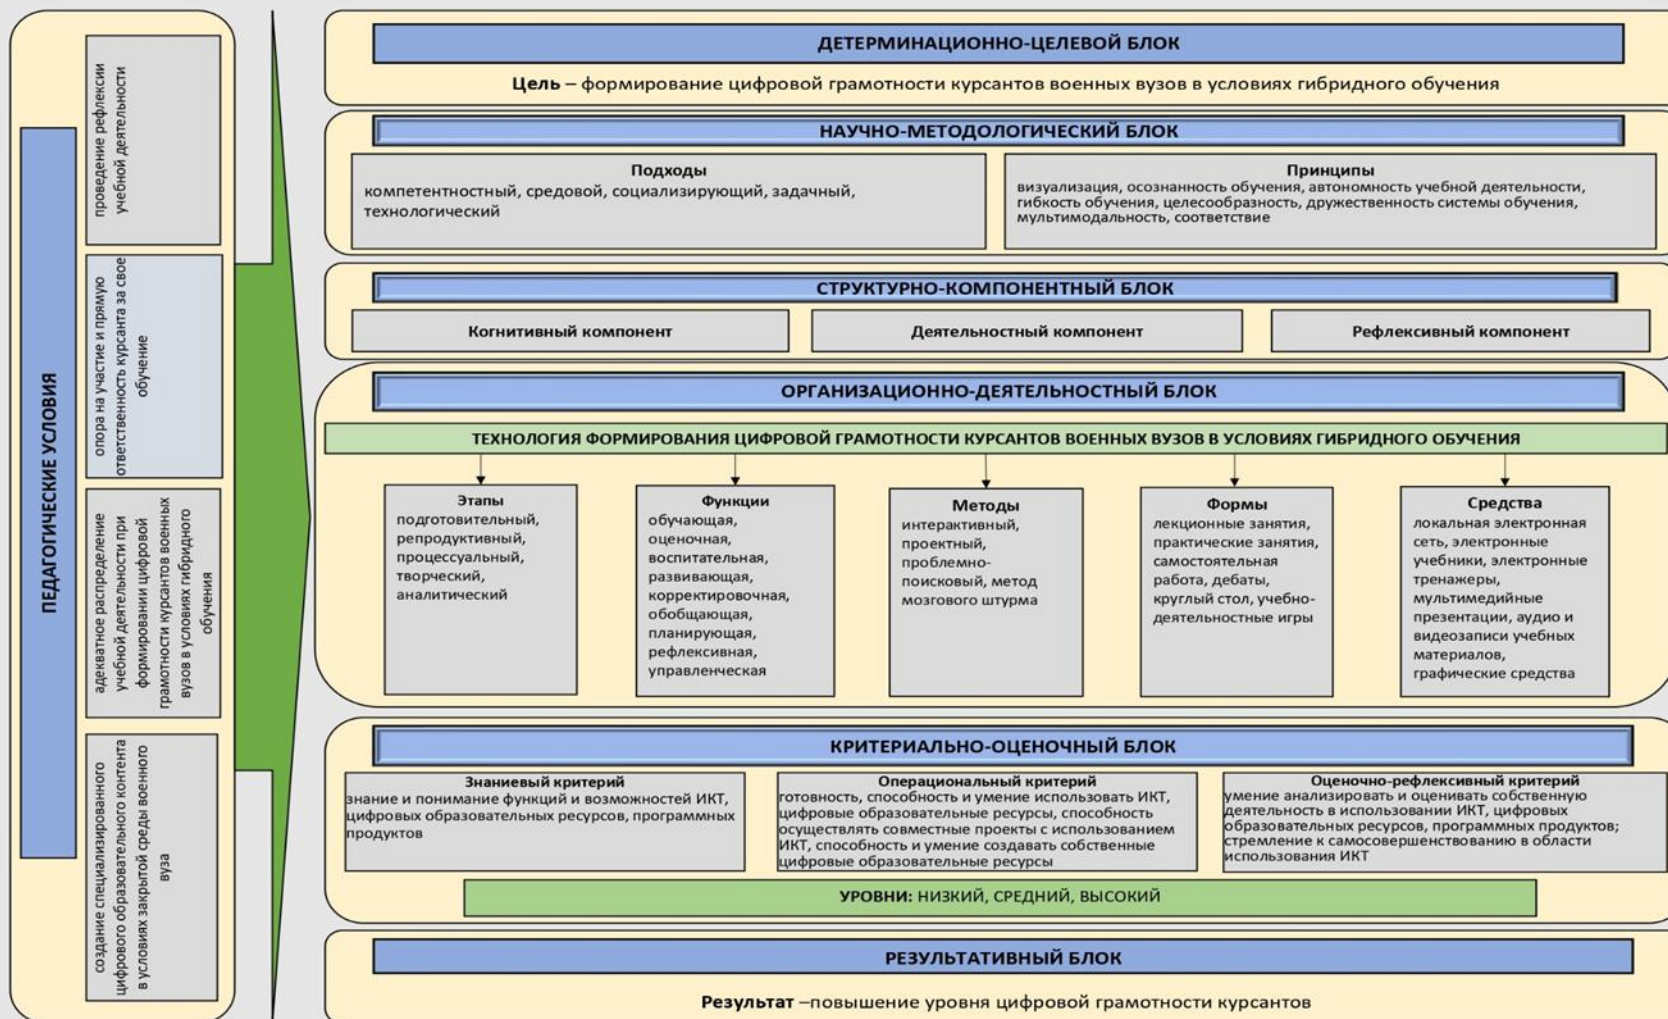 ПЕДАГОГИЧЕСКИЕ УСЛОВИЯ
проведение рефлексии
учебной деятельности
опора на участие и прямую
ответственность курсанта за свое
обучение
адекватное распределение
учебной деятельности при
формировании цифровой
грамотности курсантов военных
вузов в условиях гибридного
обучения
создание специализированного
цифрового образовательного контента
в условиях закрытой среды военного
вуза
ДЕТЕРМИНАЦИОННО-ЦЕЛЕВОЙ БЛОК
Цель – формирование цифровой грамотности курсантов военных вузов в условиях гибридного обучения
НАУЧНО-МЕТОДОЛОГИЧЕСКИЙ БЛОК
Подходы
компетентностный, средовой, социализирующий, задачный,
технологический
Принципы
визуализация, осознанность обучения, автономность учебной деятельности,
гибкость обучения, целесообразность, дружественность системы обучения,
мультимодальность, соответствие
СТРУКТУРНО-КОМПОНЕНТНЫЙ БЛОК
Когнитивный компонент
Деятельностный компонент
Рефлексивный компонент
ОРГАНИЗАЦИОННО-ДЕЯТЕЛЬНОСТНЫЙ БЛОК
ТЕХНОЛОГИЯ ФОРМИРОВАНИЯ ЦИФРОВОЙ ГРАМОТНОСТИ КУРСАНТОВ ВОЕННЫХ ВУЗОВ В УСЛОВИЯХ ГИБРИДНОГО ОБУЧЕНИЯ
Этапы
подготовительный,
репродуктивный,
процессуальный,
творческий,
аналитический
Функции
обучающая,
оценочная,
воспитательная,
развивающая,
корректировочная,
обобщающая,
планирующая,
рефлексивная,
управленческая
Методы
интерактивный,
проектный,
проблемно-
поисковый, метод
мозгового штурма
Формы
лекционные занятия,
практические занятия,
самостоятельная
работа, дебаты,
круглый стол, учебно-
деятельностные игры
Средства
локальная электронная
сеть, электронные
учебники, электронные
тренажеры,
мультимедийные
презентации, аудио и
видеозаписи учебных
материалов,
графические средства
КРИТЕРИАЛЬНО-ОЦЕНОЧНЫЙ БЛОК
Знаниевый критерий
знание и понимание функций и возможностей ИКТ,
цифровых образовательных ресурсов, программных
продуктов
Операциональный критерий
готовность, способность и умение использовать ИКТ,
цифровые образовательные ресурсы, способность
осуществлять совместные проекты с использованием
ИКТ, способность и умение создавать собственные
цифровые образовательные ресурсы
Оценочно-рефлексивный критерий
умение анализировать и оценивать собственную
деятельность в использовании ИКТ, цифровых
образовательных ресурсов, программных продуктов;
стремление к самосовершенствованию в области
использования ИКТ
УРОВНИ: НИЗКИЙ, СРЕДНИЙ, ВЫСОКИЙ
РЕЗУЛЬТАТИВНЫЙ БЛОК
Результат –повышение уровня цифровой грамотности курсантов